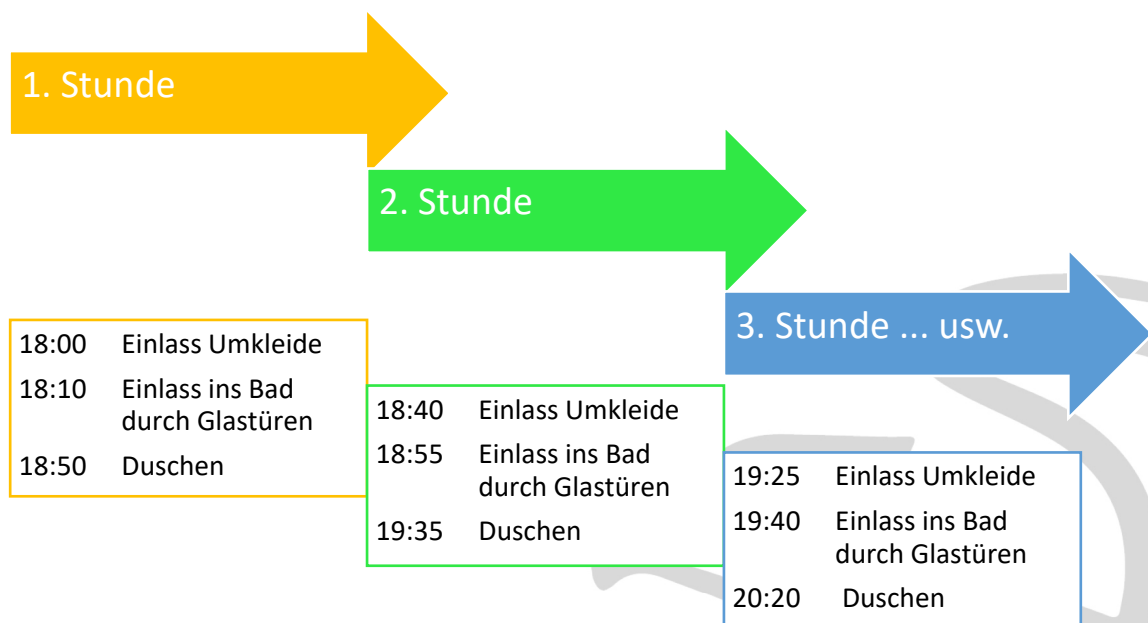 1. Stunde
2. Stunde
3. Stunde ... usw.
18:00 Einlass Umkleide
18:10 Einlass ins Bad
durch Glastüren
18:50 Duschen
18:40 Einlass Umkleide
18:55 Einlass ins Bad
durch Glastüren
19:35 Duschen
19:25 Einlass Umkleide
19:40 Einlass ins Bad
durch Glastüren
20:20 Duschen